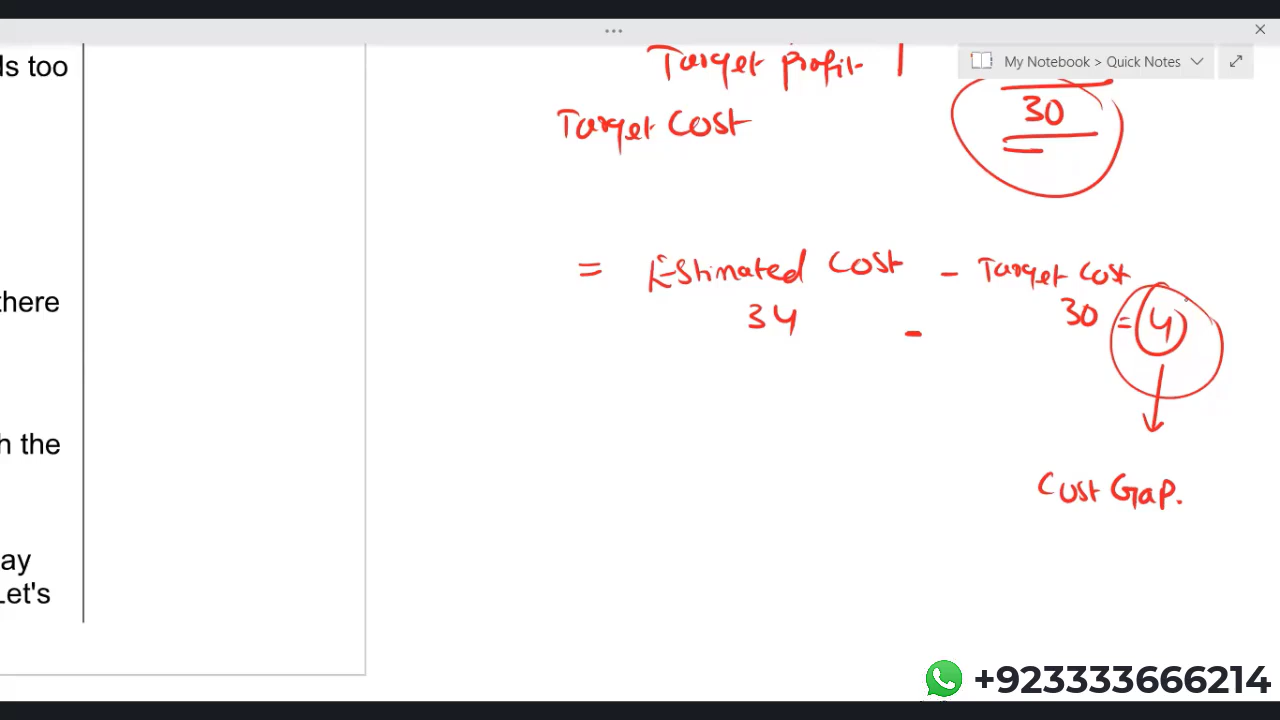 ls too
Target profit
My Notebook > Quick Notes
30
Target Cost
there
= Estimated Cost - Target Cost
34 - 30 = 4
h the
Cost Gap.
ay
Let's
+923333666214